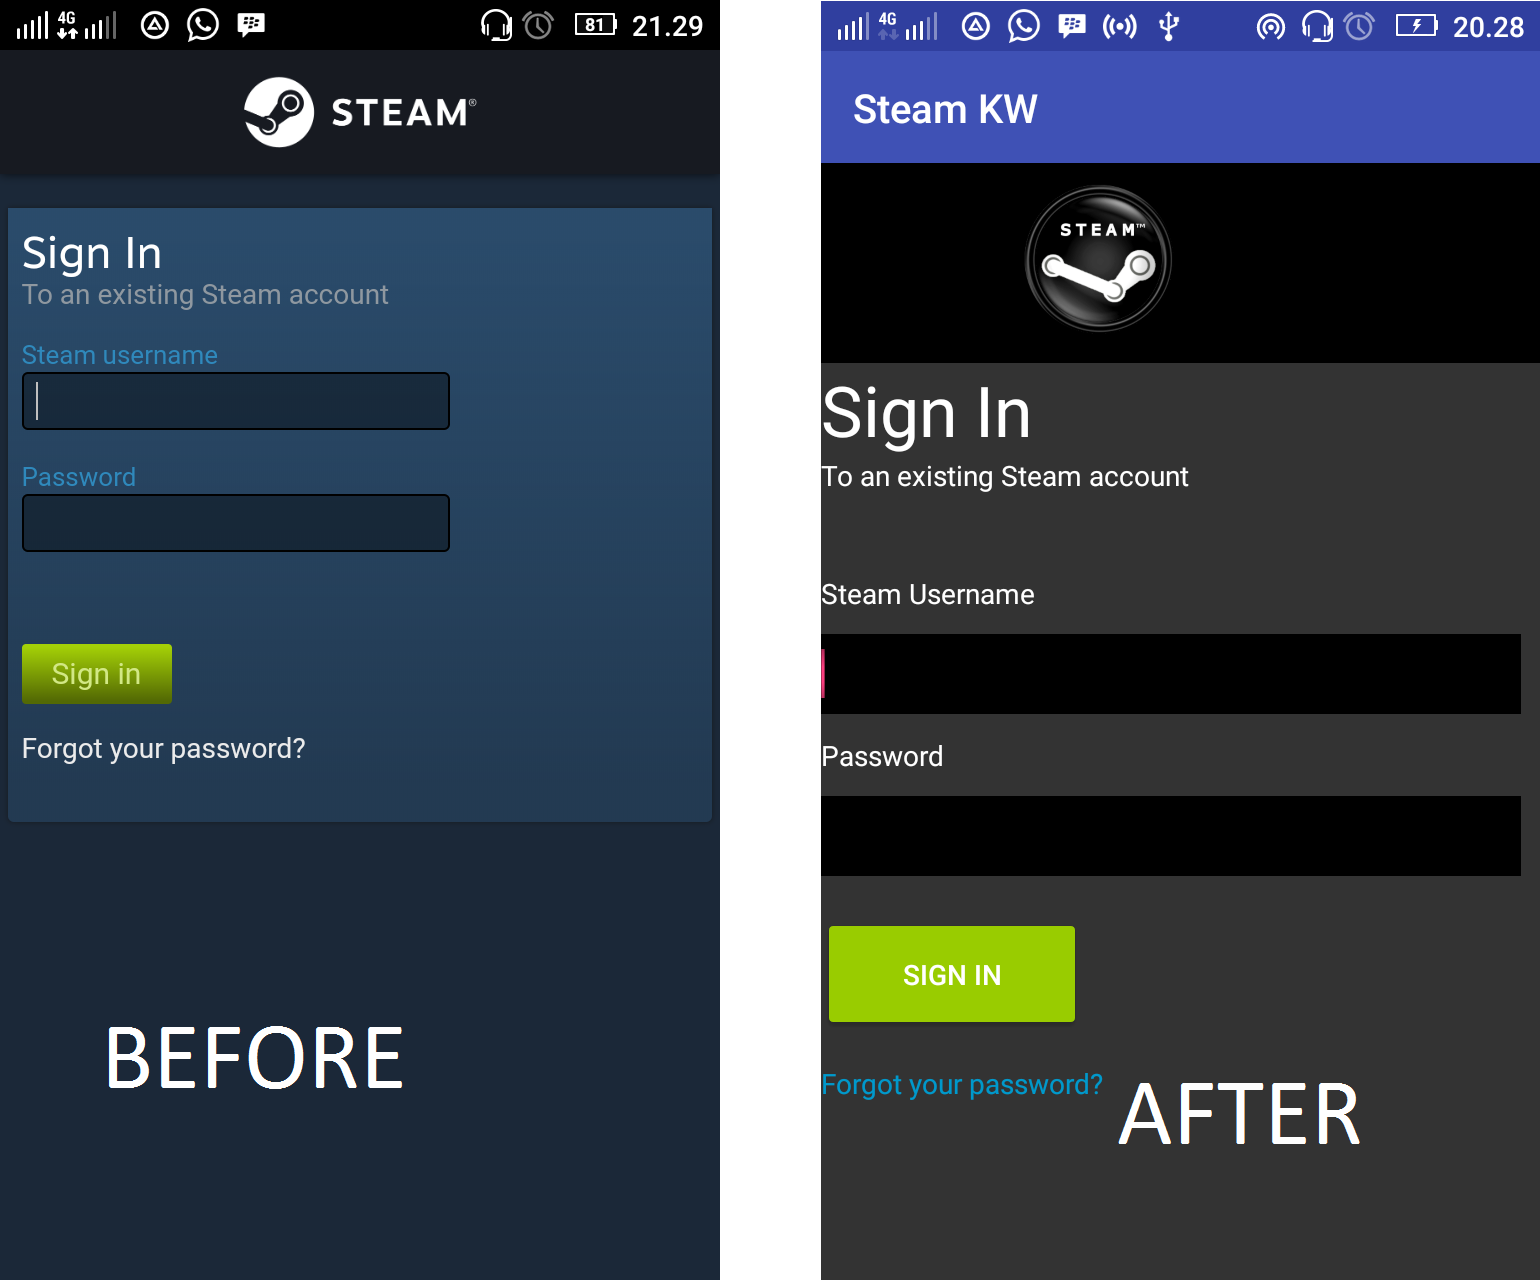 4G 81 21.29
STEAM®
Sign In
To an existing Steam account
Steam username
Password
Sign in
Forgot your password?
BEFORE
4G 20.28
Steam KW
STEAM™
Sign In
To an existing Steam account
Steam Username
Password
SIGN IN
Forgot your password?
AFTER